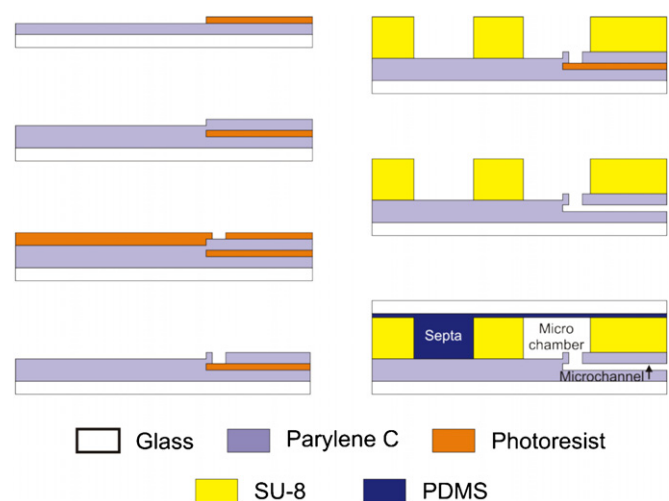 Septa
Micro
chamber
Microchannel
Glass
Parylene C
Photoresist
SU-8
PDMS